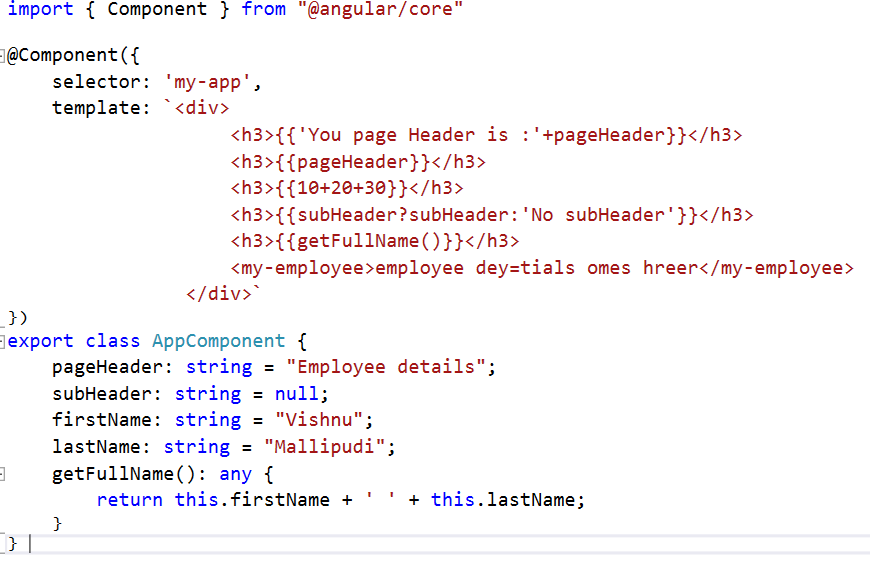 import { Component } from "@angular/core"
@Component({
    selector: 'my-app',
    template: `<div>
                    <h3>{{'You page Header is :'+pageHeader}}</h3>
                    <h3>{{pageHeader}}</h3>
                    <h3>{{10+20+30}}</h3>
                    <h3>{{subHeader?subHeader:'No subHeader'}}</h3>
                    <h3>{{getFullName()}}</h3>
                    <my-employee>employee dey=tials omes hreer</my-employee>
                </div>`
})
export class AppComponent {
    pageHeader: string = "Employee details";
    subHeader: string = null;
    firstName: string = "Vishnu";
    lastName: string = "Mallipudi";
    getFullName(): any {
        return this.firstName + ' ' + this.lastName;
    }
}